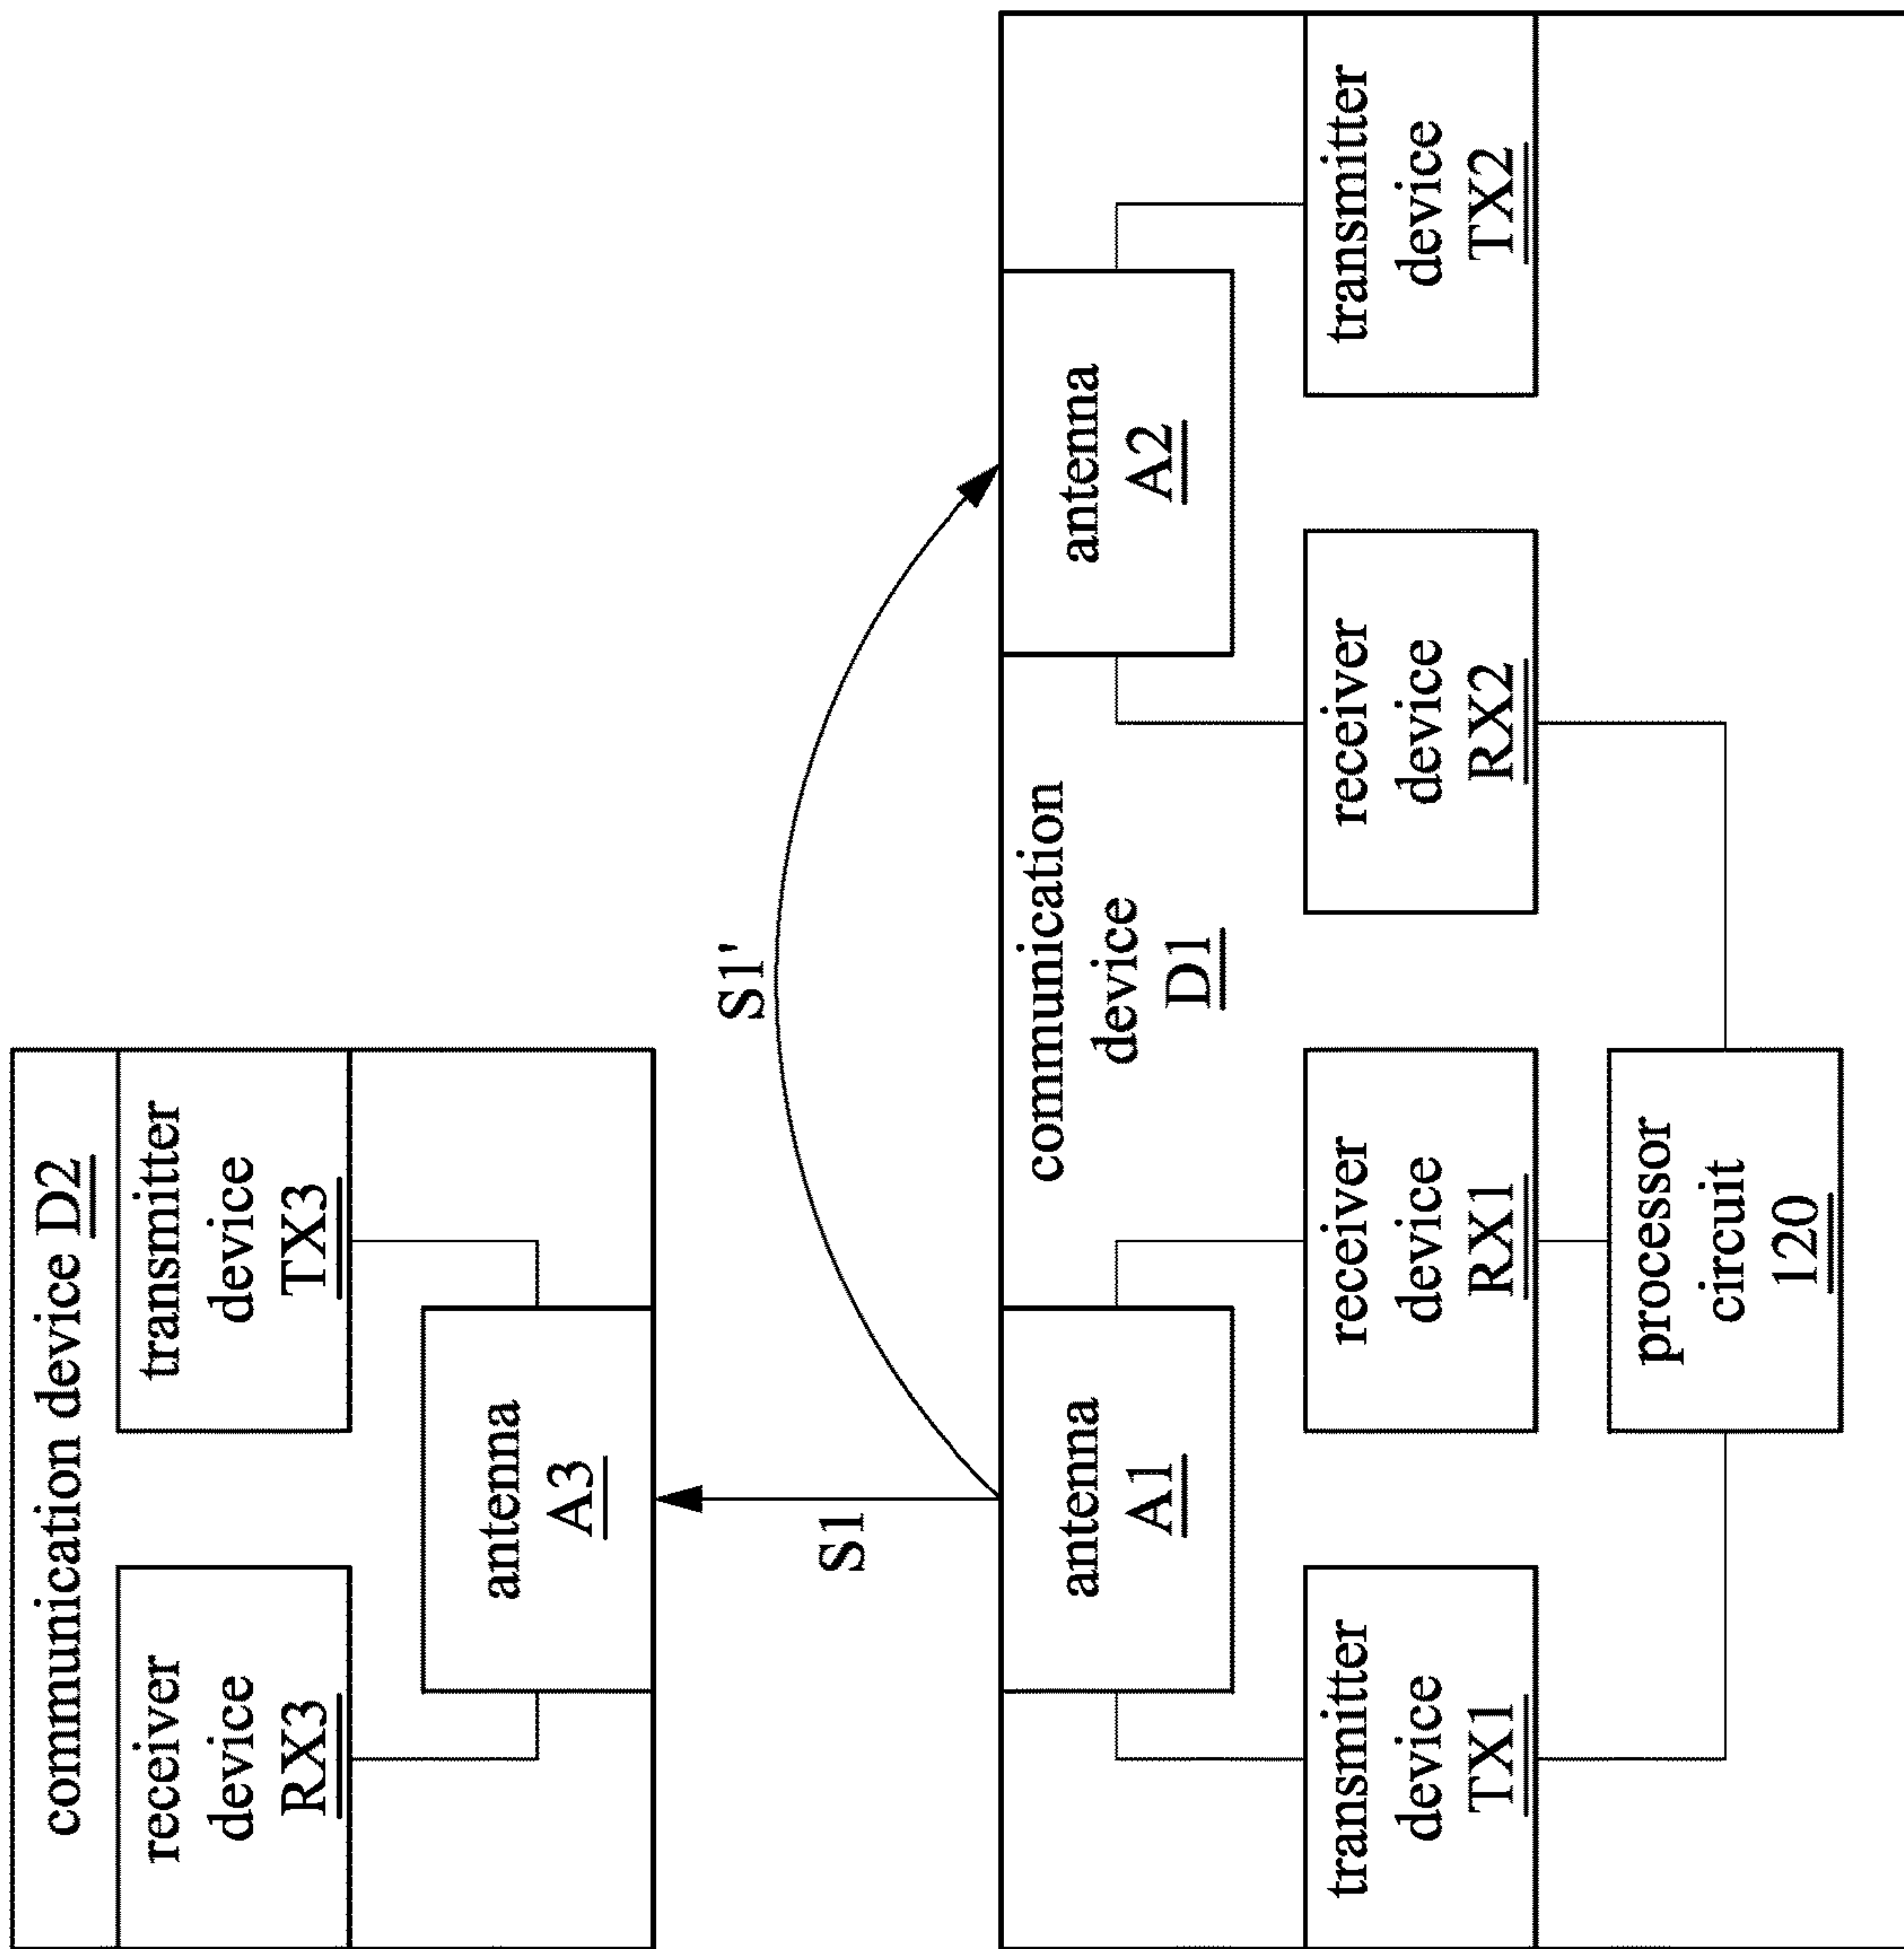 communication device D2
receiver
device
RX3
transmitter
device
TX3
antenna
A3
S1
S1'
antenna
A1
communication
device
D1
antenna
A2
transmitter
device
TX1
receiver
device
RX1
receiver
device
RX2
transmitter
device
TX2
processor
circuit
120